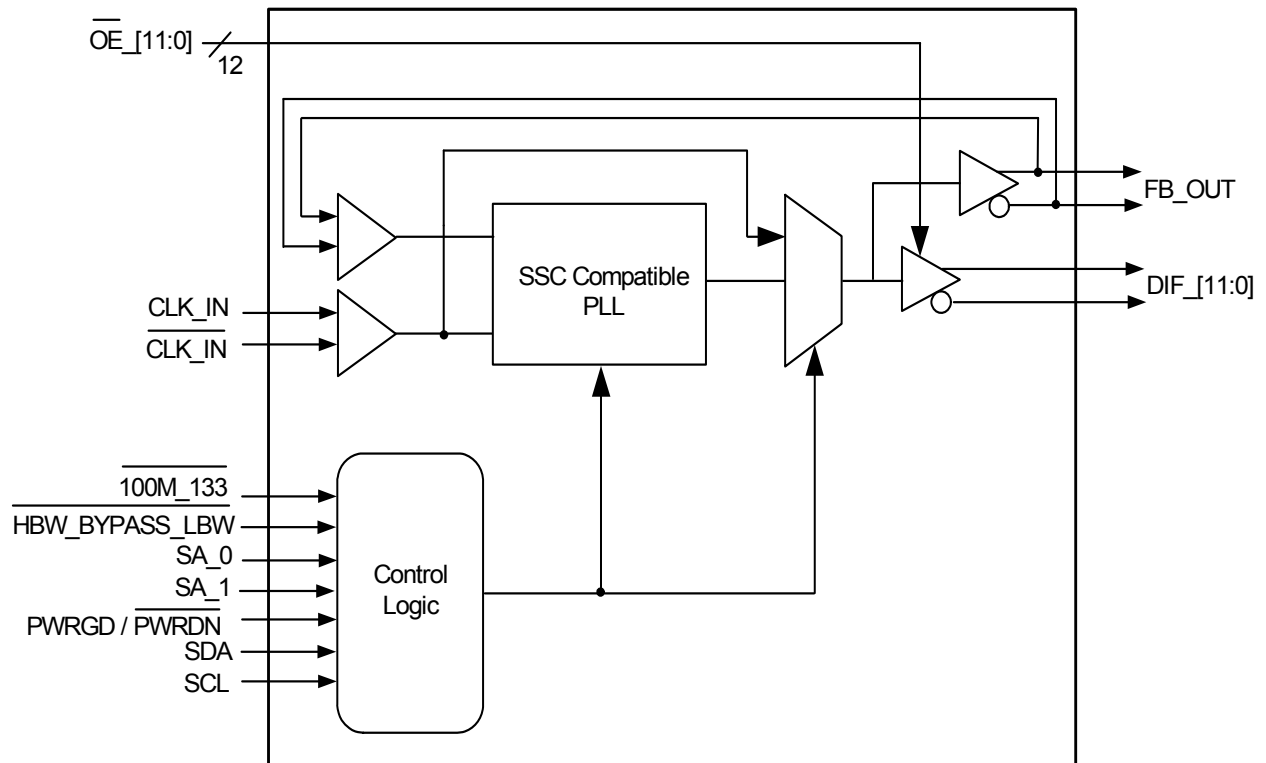 OE_[11:0]
12
FB_OUT
SSC Compatible
PLL
DIF_[11:0]
CLK_IN
CLK_IN
100M_133
HBW_BYPASS_LBW
SA_0
SA_1
PWRGD / PWRDN
SDA
SCL
Control
Logic